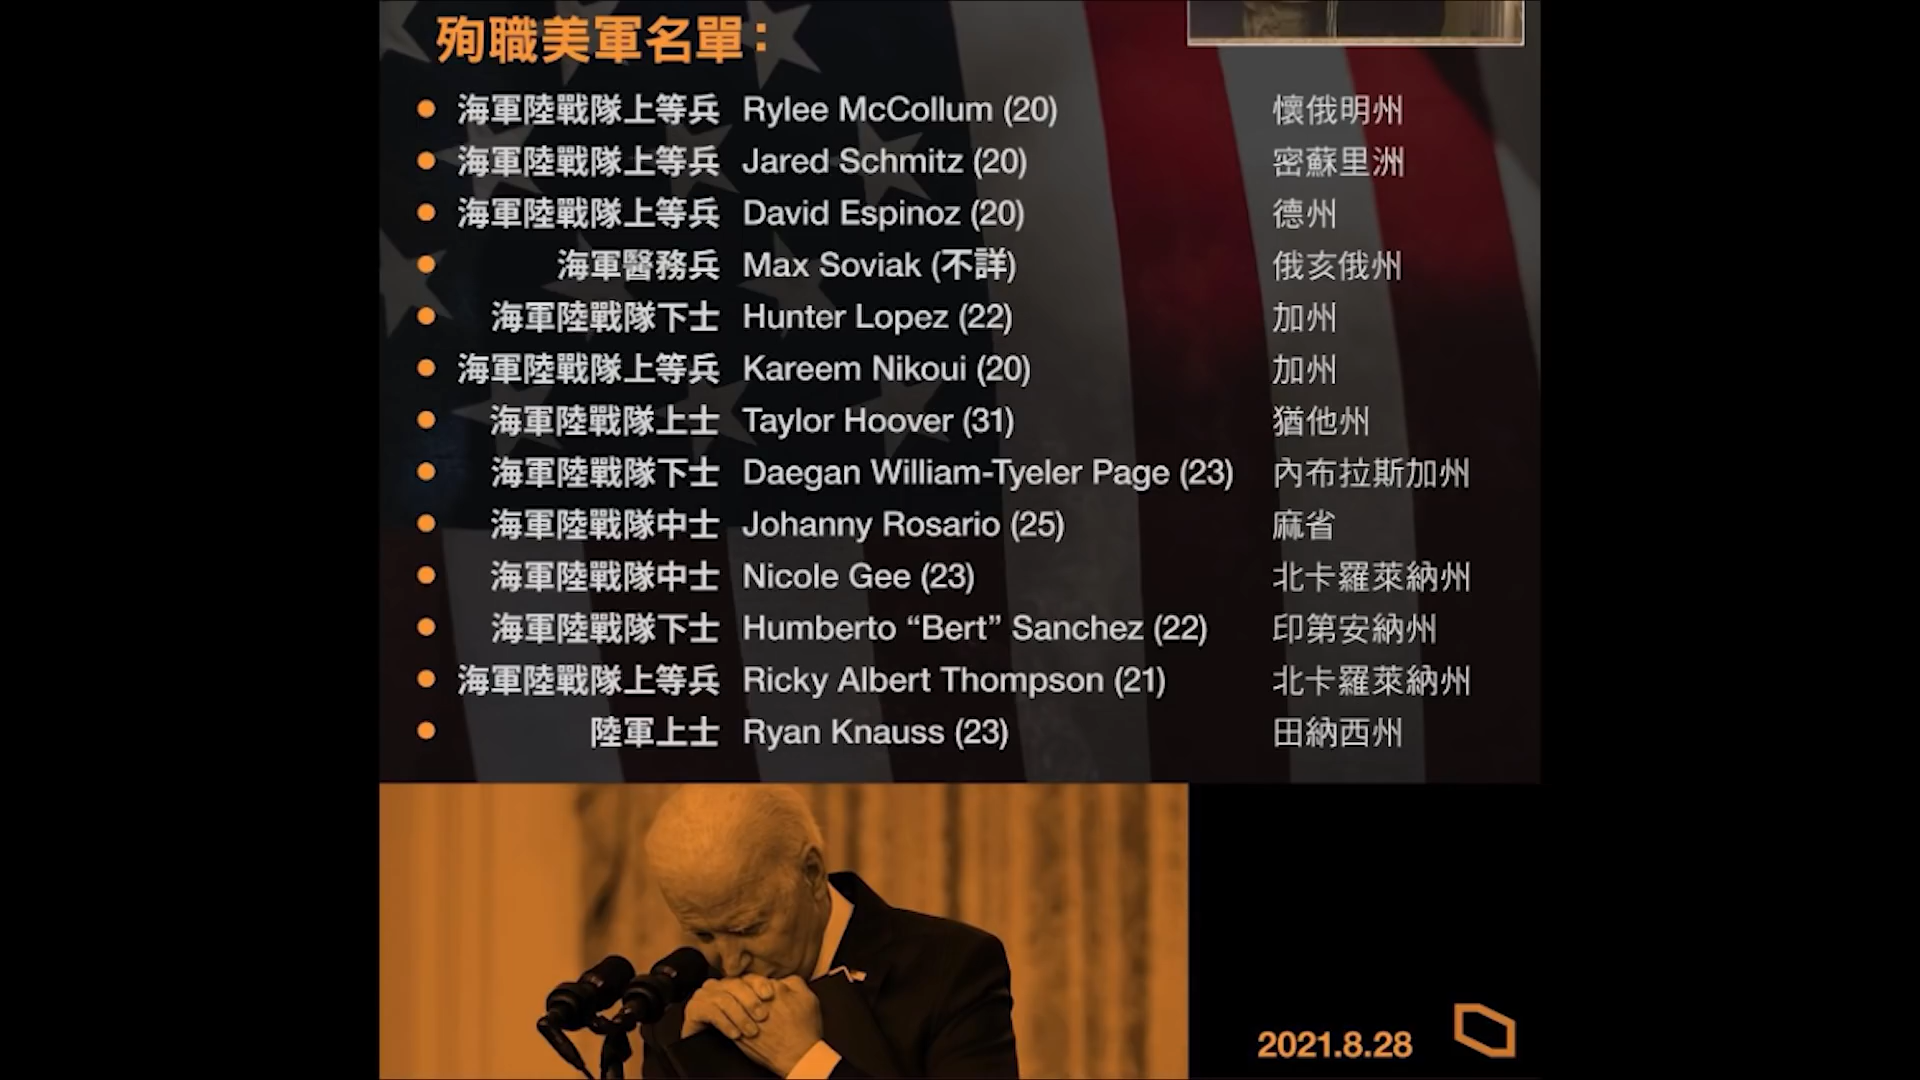 殉職美軍名單：
海軍陸戰隊上等兵 Rylee McCollum (20) 懷俄明州
海軍陸戰隊上等兵 Jared Schmitz (20) 密蘇里洲
海軍陸戰隊上等兵 David Espinoz (20) 德州
海軍醫務兵 Max Soviak (不詳) 俄亥俄州
海軍陸戰隊下士 Hunter Lopez (22) 加州
海軍陸戰隊上等兵 Kareem Nikoui (20) 加州
海軍陸戰隊上士 Taylor Hoover (31) 猶他州
海軍陸戰隊下士 Daegan William-Tyeler Page (23) 內布拉斯加州
海軍陸戰隊中士 Johanny Rosario (25) 麻省
海軍陸戰隊中士 Nicole Gee (23) 北卡羅萊納州
海軍陸戰隊下士 Humberto “Bert” Sanchez (22) 印第安納州
海軍陸戰隊上等兵 Ricky Albert Thompson (21) 北卡羅萊納州
陸軍上士 Ryan Knauss (23) 田納西州
2021.8.28